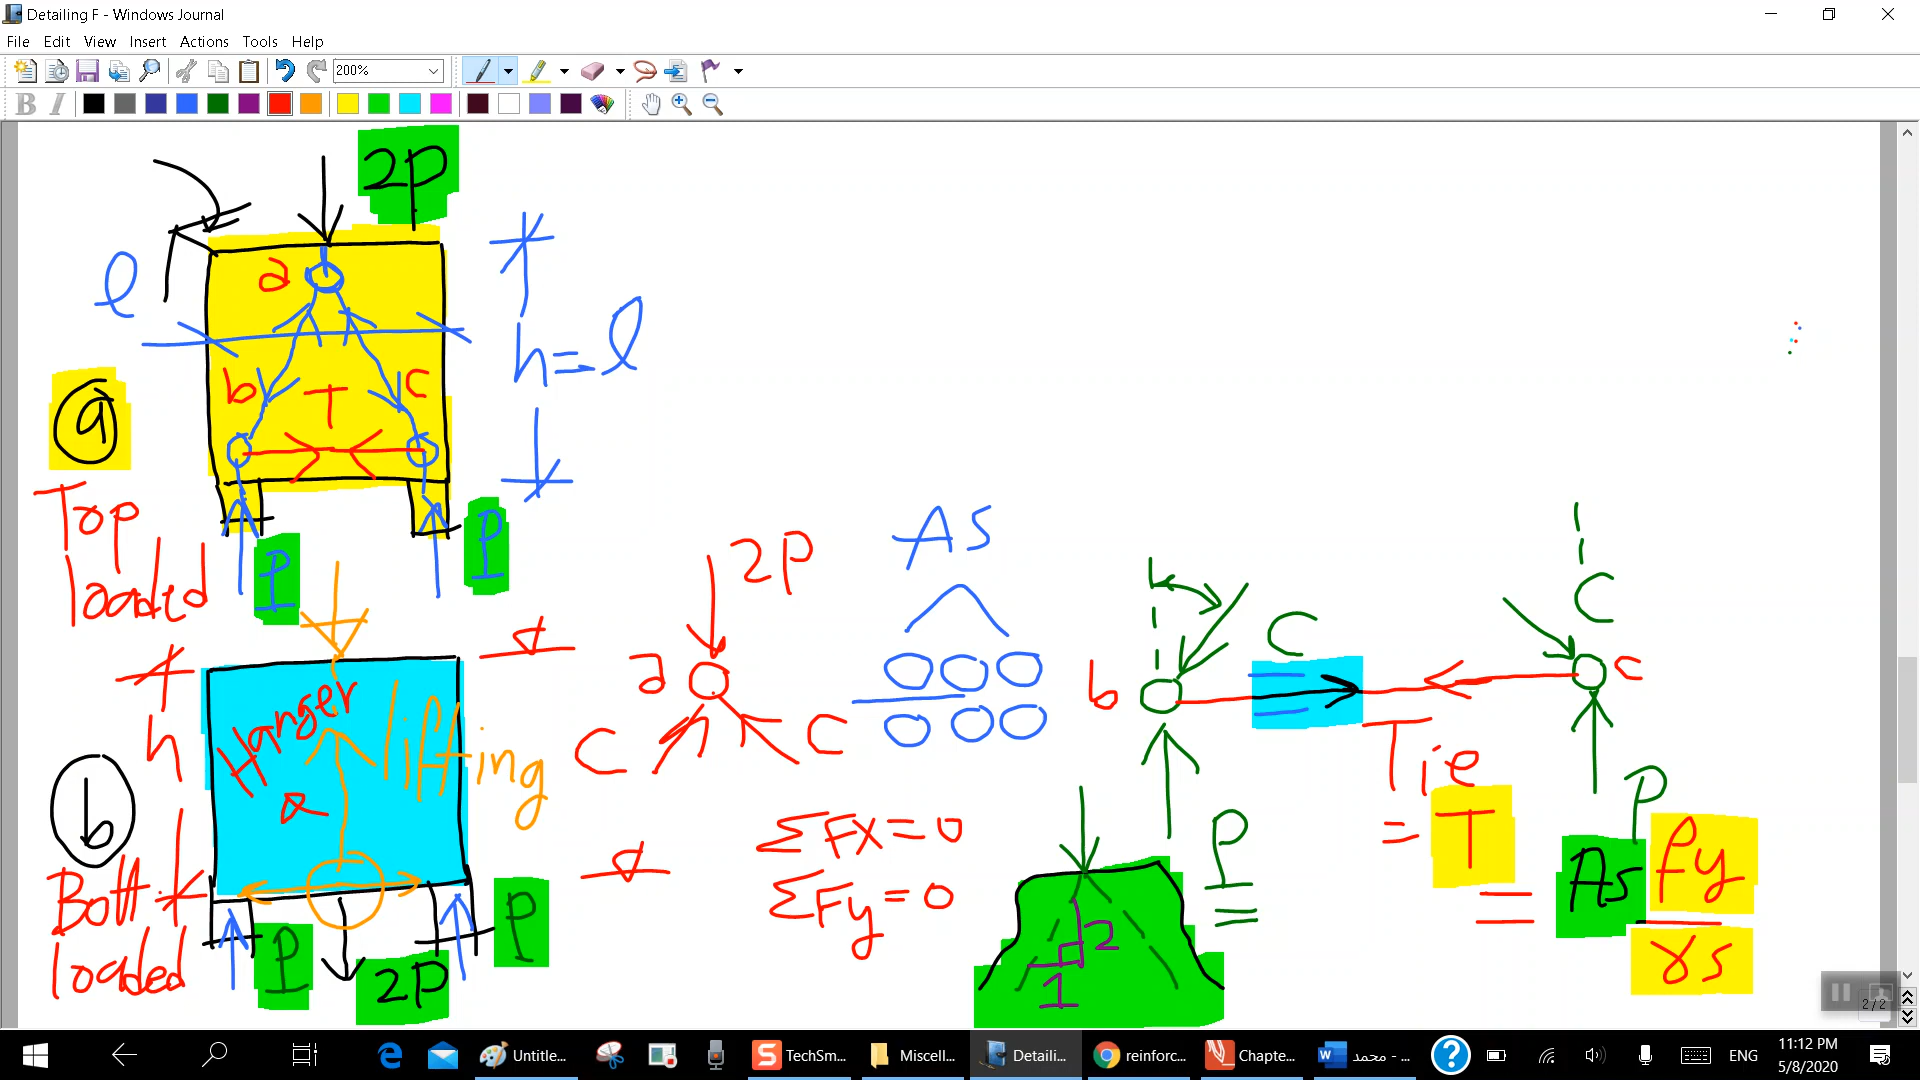 Detailing F - Windows Journal
File Edit View Insert Actions Tools Help
200%
B I
2P
a
l
h = l
b T c
a
Top
loaded
P P
2P
a
C C
As
C
b
C
c
Tie
= T
= As fy
γs
P
P
h
Hanger
&
lifting
b
Bott
loaded
P 2P P
ΣFx = 0
ΣFy = 0
2
1
2 / 2
Untitle...
TechSm...
Miscell...
Detaili...
reinforc...
Chapte...
محمد - ...
ENG
11:12 PM
5/8/2020